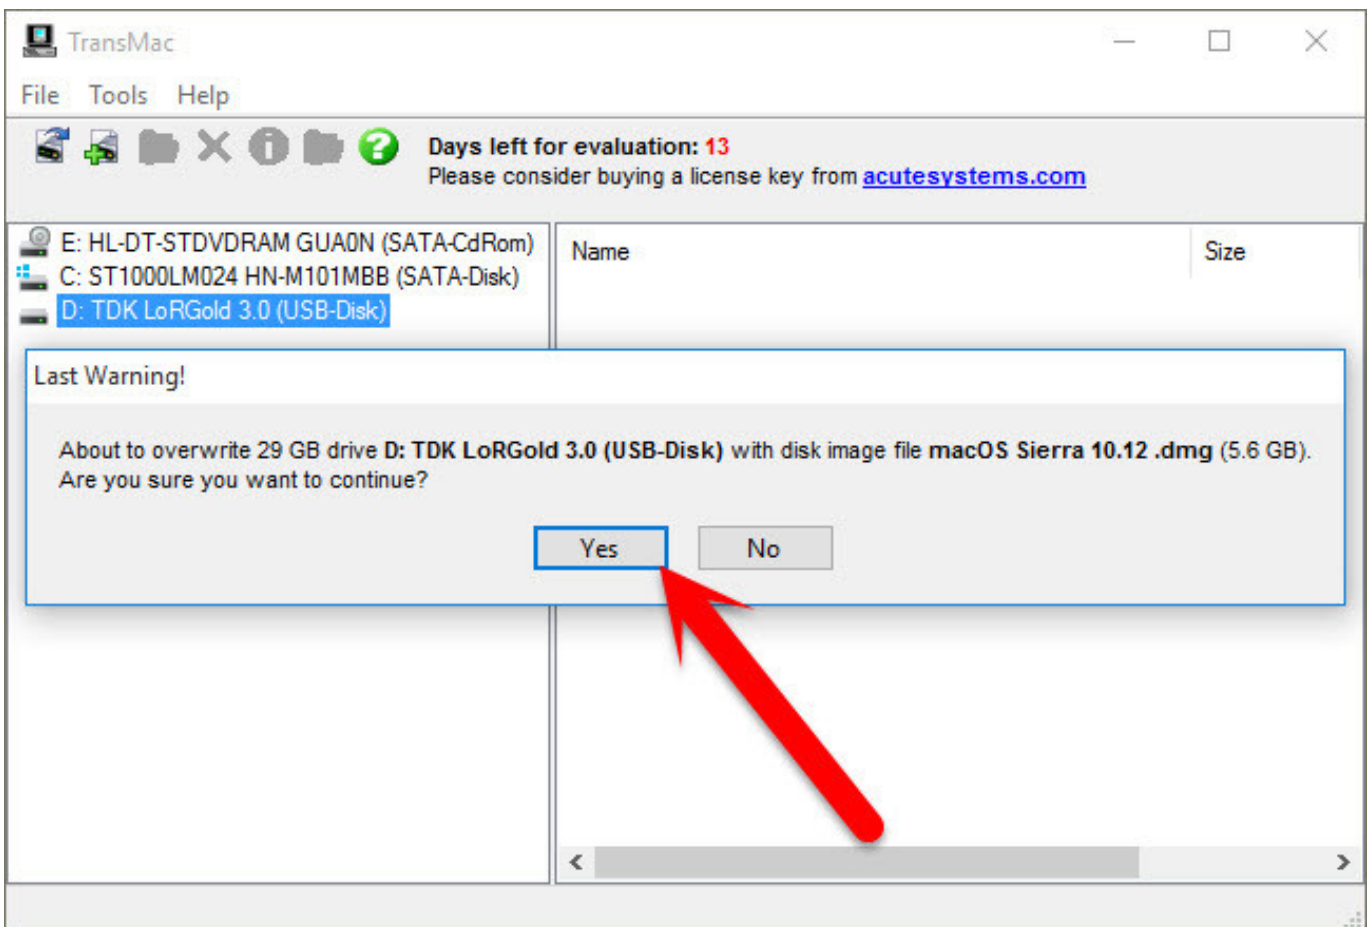 TransMac
File Tools Help
Days left for evaluation: 13
Please consider buying a license key from acutesystems.com
E: HL-DT-STDVDRAM GUA0N (SATA-CdRom)
C: ST1000LM024 HN-M101MBB (SATA-Disk)
D: TDK LoRGold 3.0 (USB-Disk)
Name Size
Last Warning!
About to overwrite 29 GB drive D: TDK LoRGold 3.0 (USB-Disk) with disk image file macOS Sierra 10.12 .dmg (5.6 GB).
Are you sure you want to continue?
Yes No